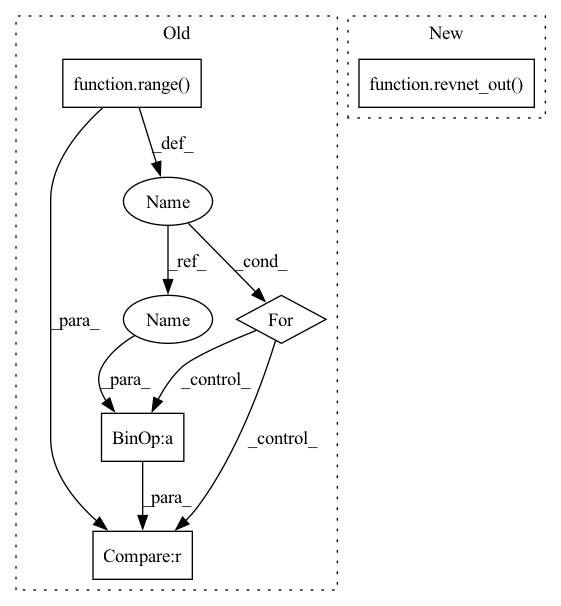 Old
New
function.range()
function.revnet_out()
_def_
Name
_ref_
_cond_
_para_
Name
For
_para_
_control_
_control_
BinOp:a
_para_
Compare:r